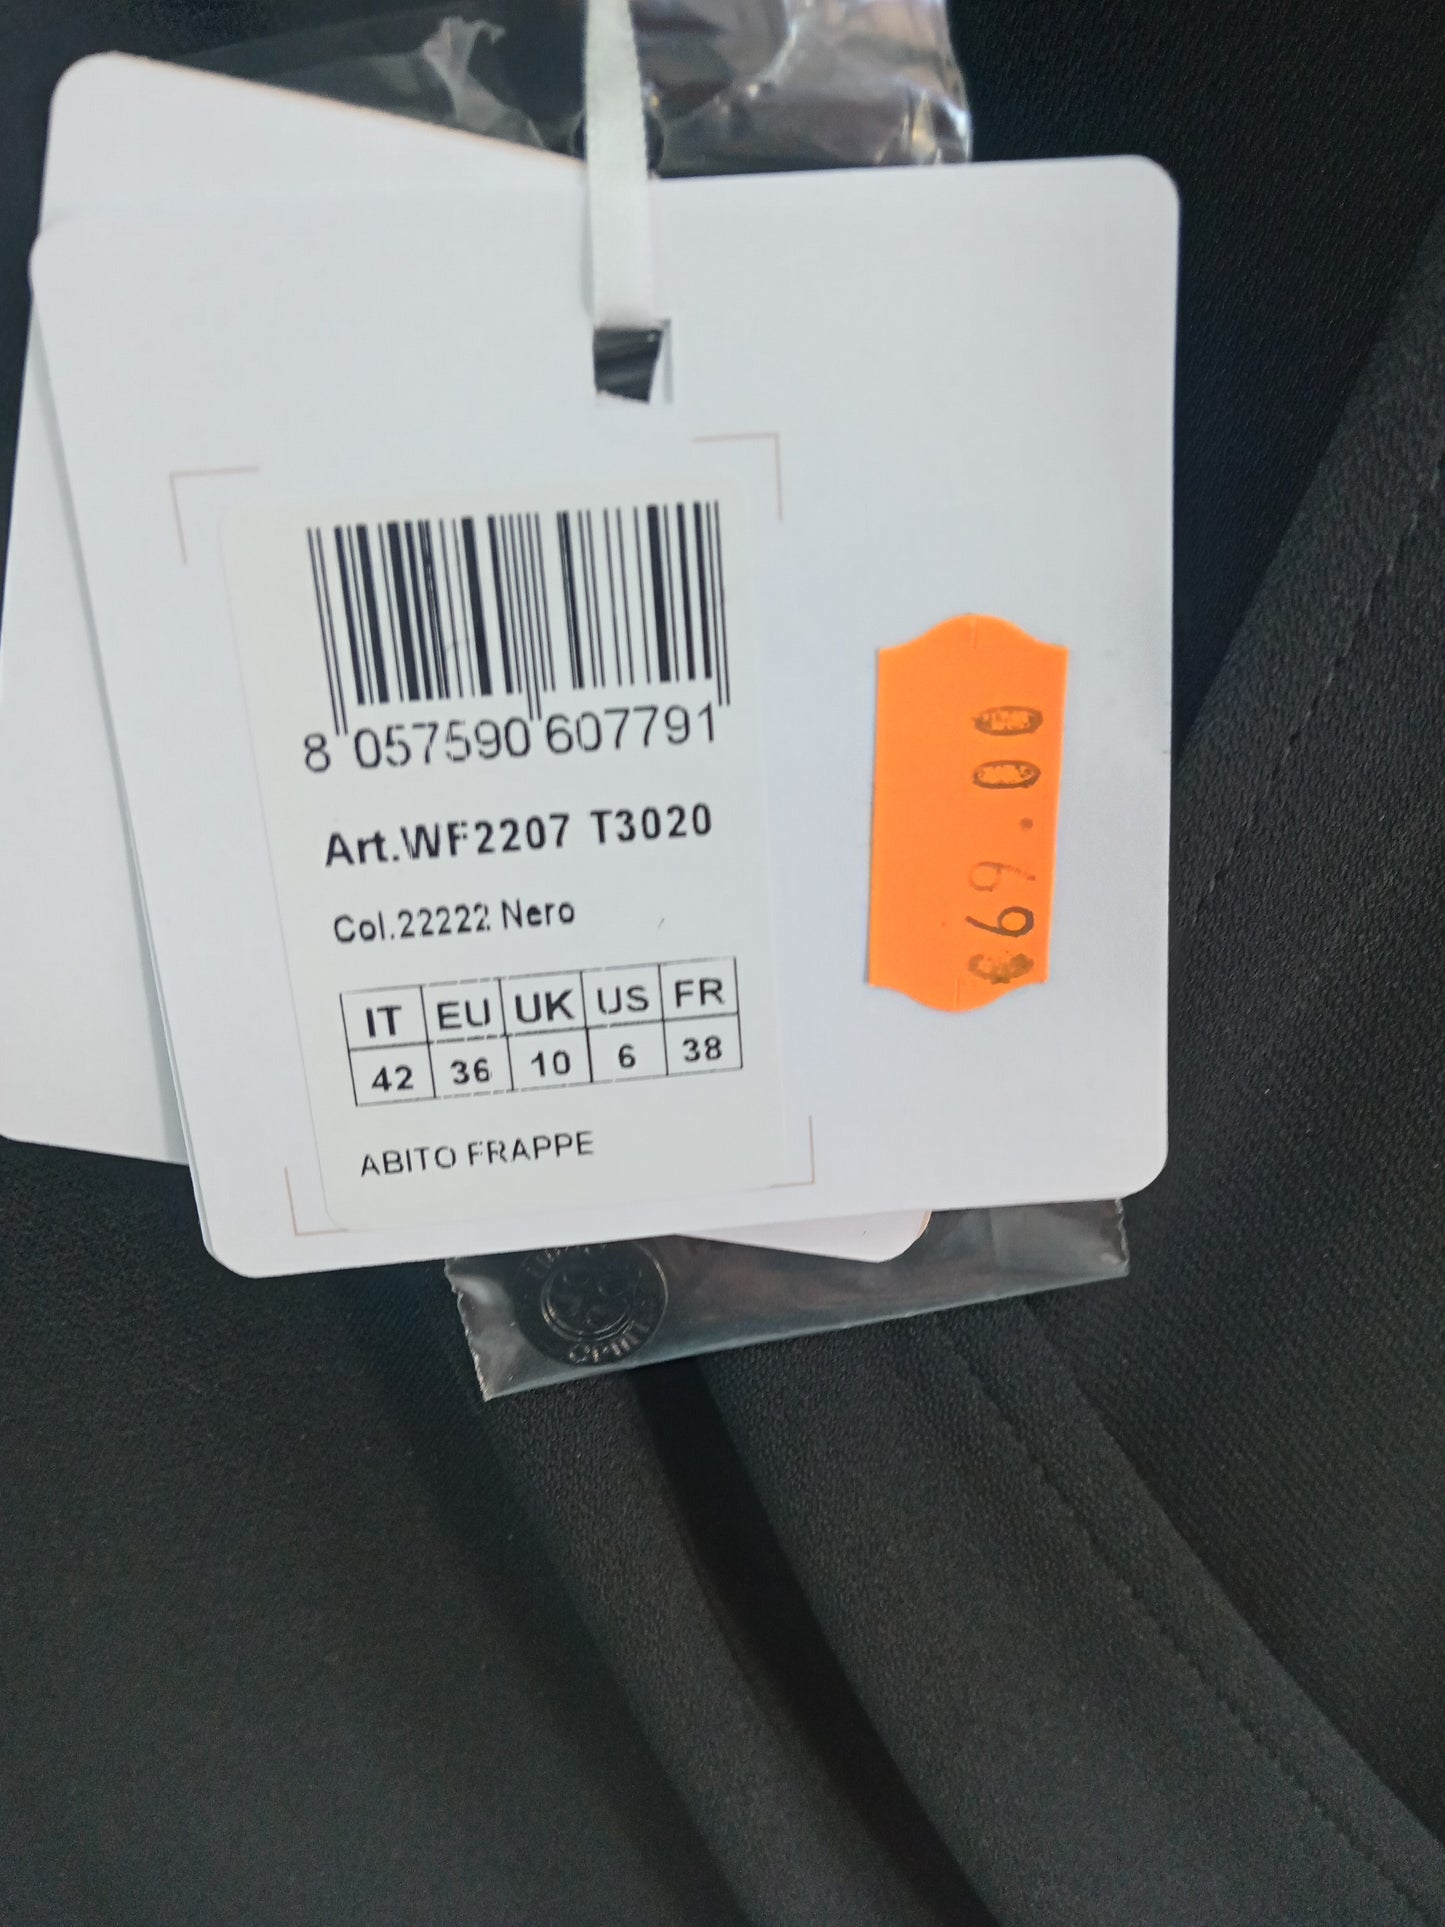 8 057590 607791
Art.WF2207 T3020
Col.22222 Nero
IT EU UK US FR
42 36 10 6 38
ABITO FRAPPE
69.00